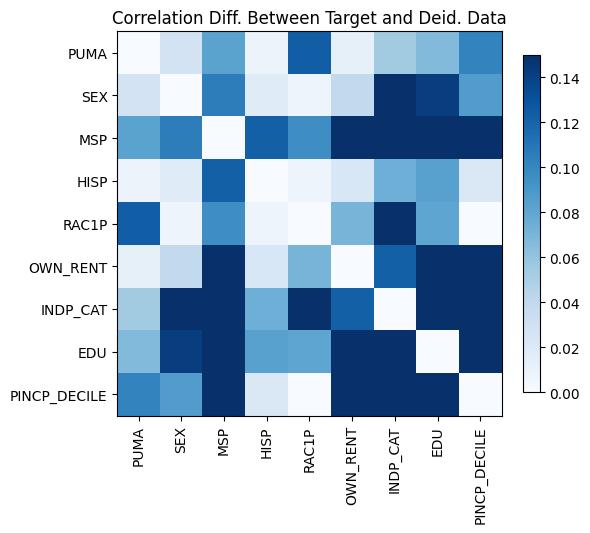 Correlation Diff. Between Target and Deid. Data
PUMA
SEX
MSP
HISP
RAC1P
OWN_RENT
INDP_CAT
EDU
PINCP_DECILE
PUMA
SEX
MSP
HISP
RAC1P
OWN_RENT
INDP_CAT
EDU
PINCP_DECILE
0.14
0.12
0.10
0.08
0.06
0.04
0.02
0.00